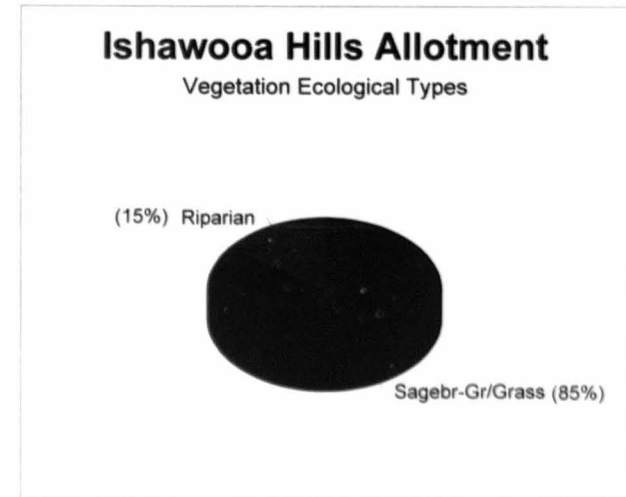 Ishawooa Hills Allotment
Vegetation Ecological Types
(15%) Riparian
Sagebr-Gr/Grass (85%)